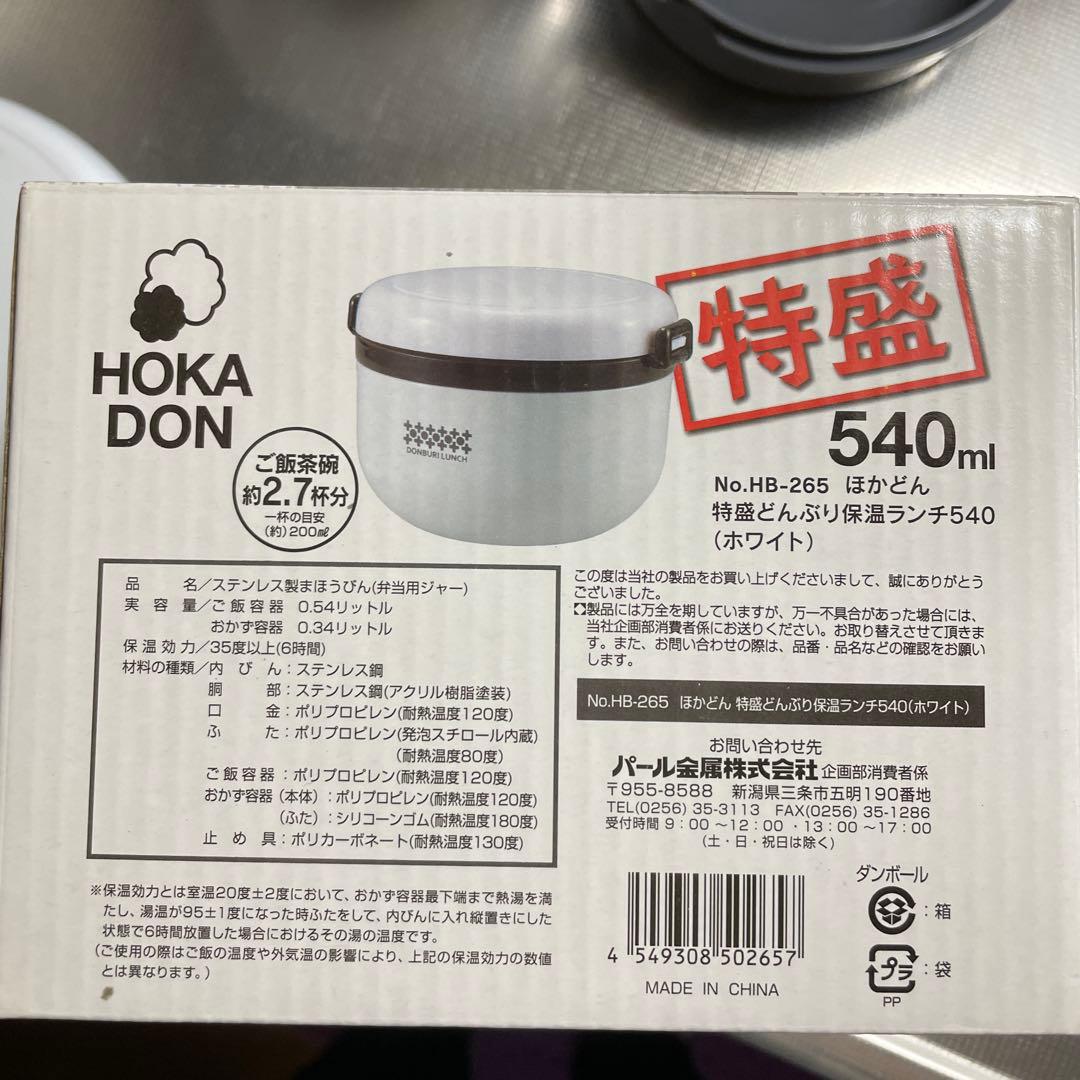 HOKA
DON
特盛
540ml
DONBURI LUNCH
ご飯茶碗
約2.7杯分
一杯の目安
(約)200㎖
No.HB-265 ほかどん
特盛どんぶり保温ランチ540
(ホワイト)
品名/ステンレス製まほうびん(弁当用ジャー)
実容量/ご飯容器 0.54リットル
おかず容器 0.34リットル
保温効力/35度以上(6時間)
材料の種類/内びん:ステンレス鋼
胴部:ステンレス鋼(アクリル樹脂塗装)
口金:ポリプロピレン(耐熱温度120度)
ふた:ポリプロピレン(発泡スチロール内蔵)
(耐熱温度80度)
ご飯容器:ポリプロピレン(耐熱温度120度)
おかず容器(本体):ポリプロピレン(耐熱温度120度)
(ふた):シリコーンゴム(耐熱温度180度)
止め具:ポリカーボネート(耐熱温度130度)
※保温効力とは室温20度±2度において、おかず容器最下端まで熱湯を満
たし、湯温が95±1度になった時ふたをして、内びんに入れ縦置きにした
状態で6時間放置した場合におけるその湯の温度です。
(ご使用の際はご飯の温度や外気温の影響により、上記の保温効力の数値
とは異なります。)
この度は当社の製品をお買い上げくださいまして、誠にありがとう
ございました。
製品には万全を期していますが、万一不具合があった場合には、
当社企画部消費者係にお送りください。お取り替えさせて頂きま
す。また、お問い合わせの際は、品番・品名などの確認をお願い
します。
No.HB-265 ほかどん 特盛どんぶり保温ランチ540(ホワイト)
お問い合わせ先
パール金属株式会社 企画部消費者係
〒955-8588 新潟県三条市五明190番地
TEL(0256) 35-3113 FAX(0256) 35-1286
受付時間 9:00~12:00・13:00~17:00
(土・日・祝日は除く)
4 549308 502657
MADE IN CHINA
ダンボール
:箱
プラ:袋
PP